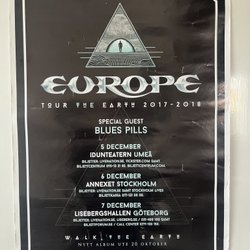 EUROPE
TOUR THE EARTH 2017-2018
SPECIAL GUEST
BLUES PILLS
5 DECEMBER
IDUNTEATERN UMEÅ
6 DECEMBER
ANNEXET STOCKHOLM
7 DECEMBER
LISEBERGSHALLEN GÖTEBORG
WALK THE EARTH
NYTT ALBUM UTE 20 OKTOBER